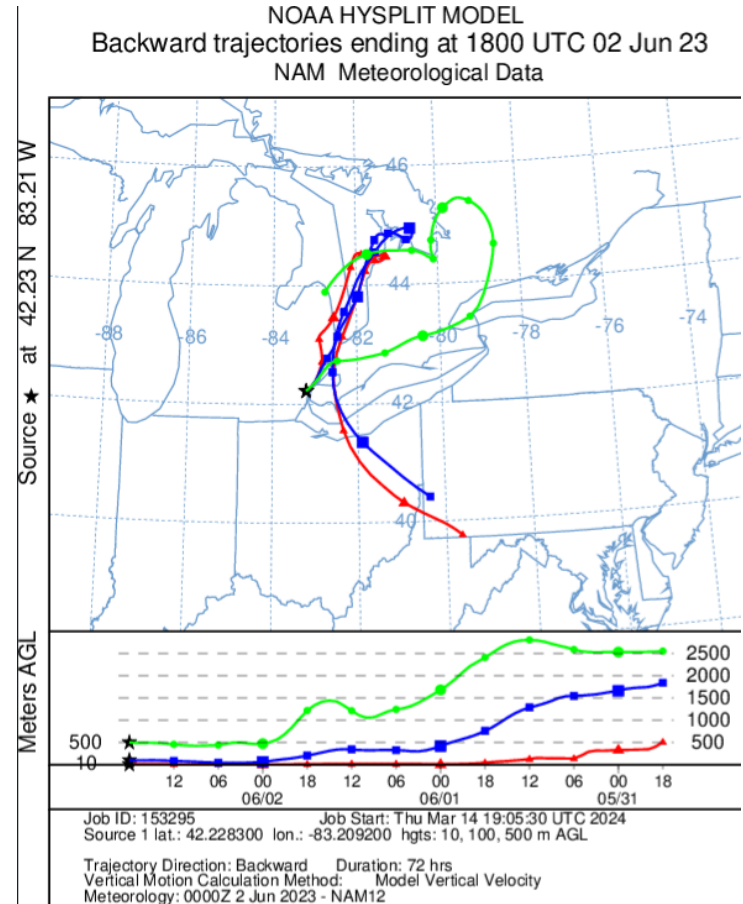 NOAA HYSPLIT MODEL
Backward trajectories ending at 1800 UTC 02 Jun 23
NAM Meteorological Data
Source ★ at 42.23 N 83.21 W
46
44
-88 -86 -84 -82 -80 -78 -76 -74
42
40
Meters AGL
2500
2000
1500
1000
500 500
10
12 06 00 18 12 06 00 18 12 06 00 18
06/02 06/01 05/31
Job ID: 153295 Job Start: Thu Mar 14 19:05:30 UTC 2024
Source 1 lat.: 42.228300 lon.: -83.209200 hgts: 10, 100, 500 m AGL
Trajectory Direction: Backward Duration: 72 hrs
Vertical Motion Calculation Method: Model Vertical Velocity
Meteorology: 0000Z 2 Jun 2023 - NAM12